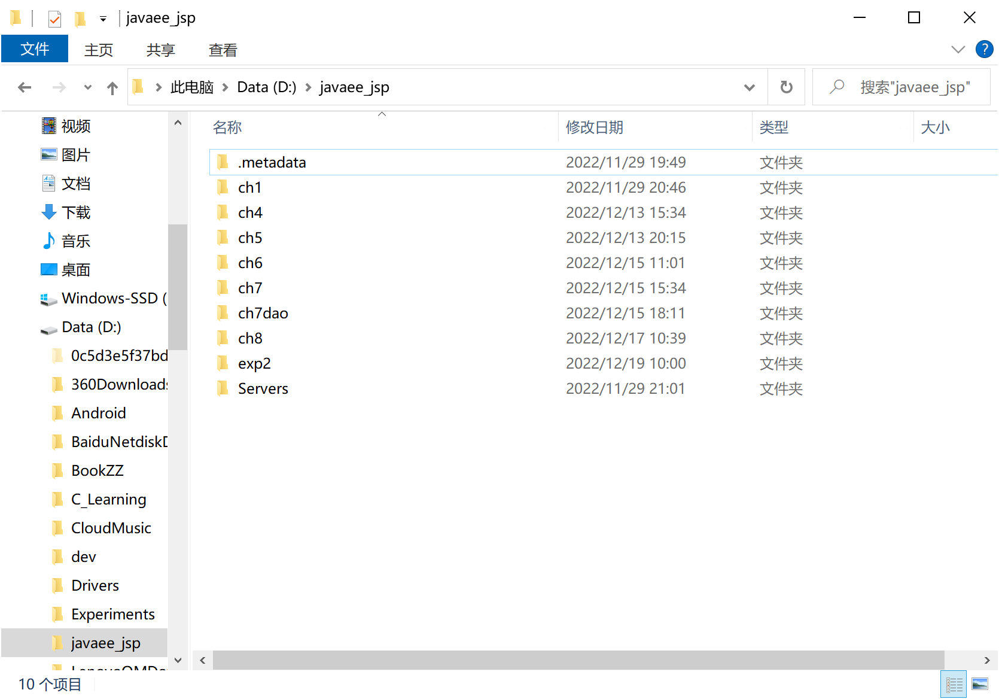 javaee_jsp
文件 主页 共享 查看 ?
此电脑 Data (D:) javaee_jsp 搜索"javaee_jsp"
视频
图片
文档
下载
音乐
桌面
Windows-SSD (
Data (D:)
0c5d3e5f37bd
360Downloads
Android
BaiduNetdiskD
BookZZ
C_Learning
CloudMusic
dev
Drivers
Experiments
javaee_jsp
名称 修改日期 类型 大小
.metadata 2022/11/29 19:49 文件夹
ch1 2022/11/29 20:46 文件夹
ch4 2022/12/13 15:34 文件夹
ch5 2022/12/13 20:15 文件夹
ch6 2022/12/15 11:01 文件夹
ch7 2022/12/15 15:34 文件夹
ch7dao 2022/12/15 18:11 文件夹
ch8 2022/12/17 10:39 文件夹
exp2 2022/12/19 10:00 文件夹
Servers 2022/11/29 21:01 文件夹
10 个项目